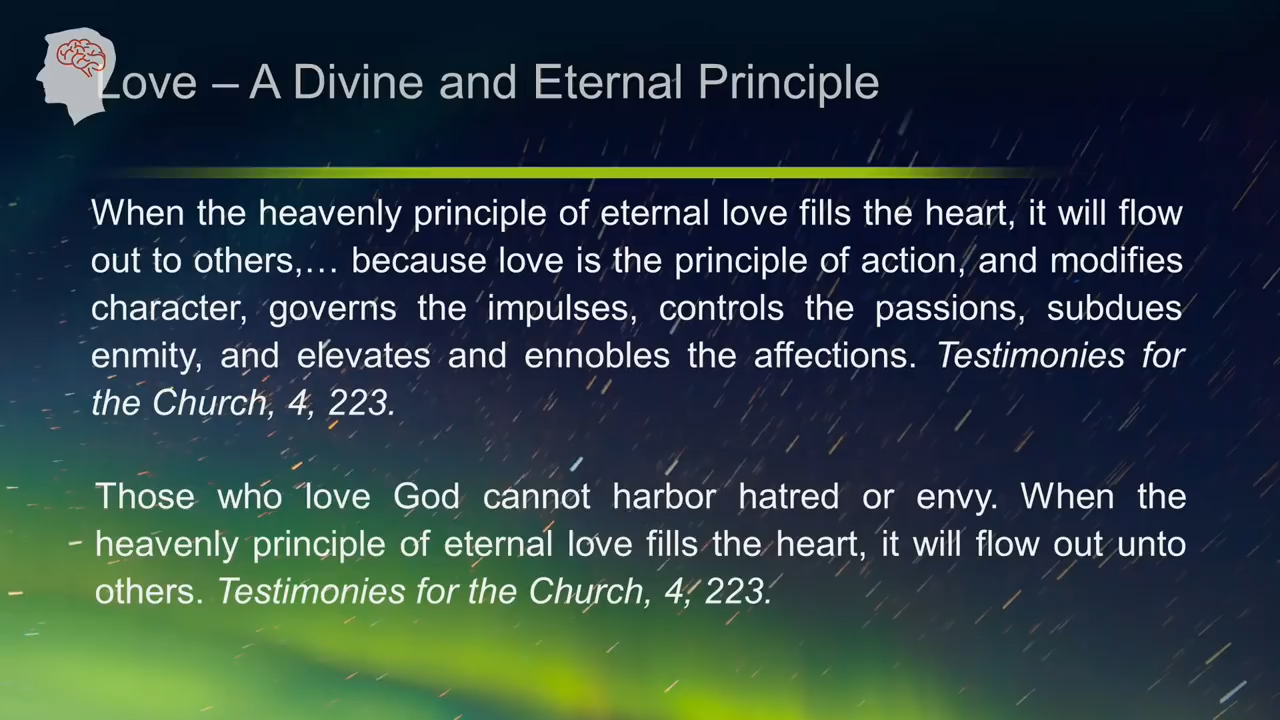 Love – A Divine and Eternal Principle
When the heavenly principle of eternal love fills the heart, it will flow
out to others,… because love is the principle of action, and modifies
character, governs the impulses, controls the passions, subdues
enmity, and elevates and ennobles the affections. Testimonies for
the Church, 4, 223.
Those who love God cannot harbor hatred or envy. When the
heavenly principle of eternal love fills the heart, it will flow out unto
others. Testimonies for the Church, 4, 223.